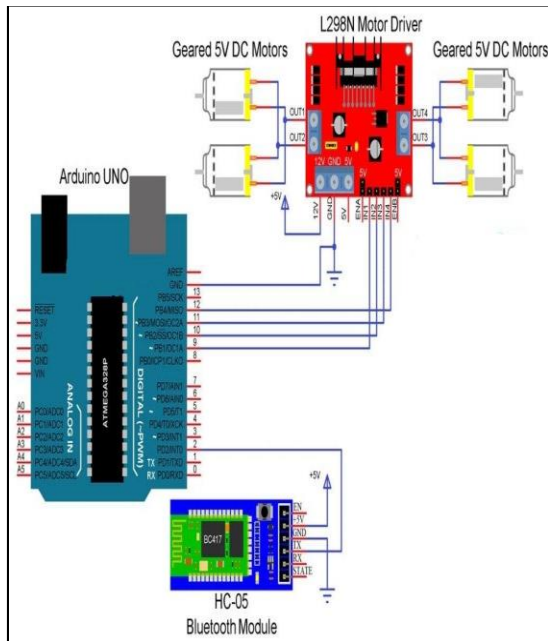 L298N Motor Driver
Geared 5V DC Motors
Geared 5V DC Motors
OUT1
OUT2
OUT4
OUT3
12V GND 5V
5V
5V
+5V
12V
GND
5V
ENA
IN1
IN2
IN3
IN4
ENB
Arduino UNO
AREF
GND
13
PB5/SCK
12
PB4/MISO
11
PB3/MOSI/OC2A
10
PB2/SS/OC1B
9
PB1/OC1A
8
PB0/ICP1/CLKO
7
PD7/AIN1
6
PD6/AIN0
5
PD5/T1
4
PD4/T0/XCK
3
PD3/INT1
2
PD2/INT0
1
TX PD1/TXD
0
RX PD0/RXD
RESET
3.3V
5V
GND
GND
VIN
A0 PC0/ADC0
A1 PC1/ADC1
A2 PC2/ADC2
A3 PC3/ADC3
A4 PC4/ADC4/SDA
A5 PC5/ADC5/SCL
ANALOG IN
ATMEGA328P
DIGITAL (~PWM)
+5V
BC417
EN
+5V
GND
TX
RX
STATE
HC-05
Bluetooth Module